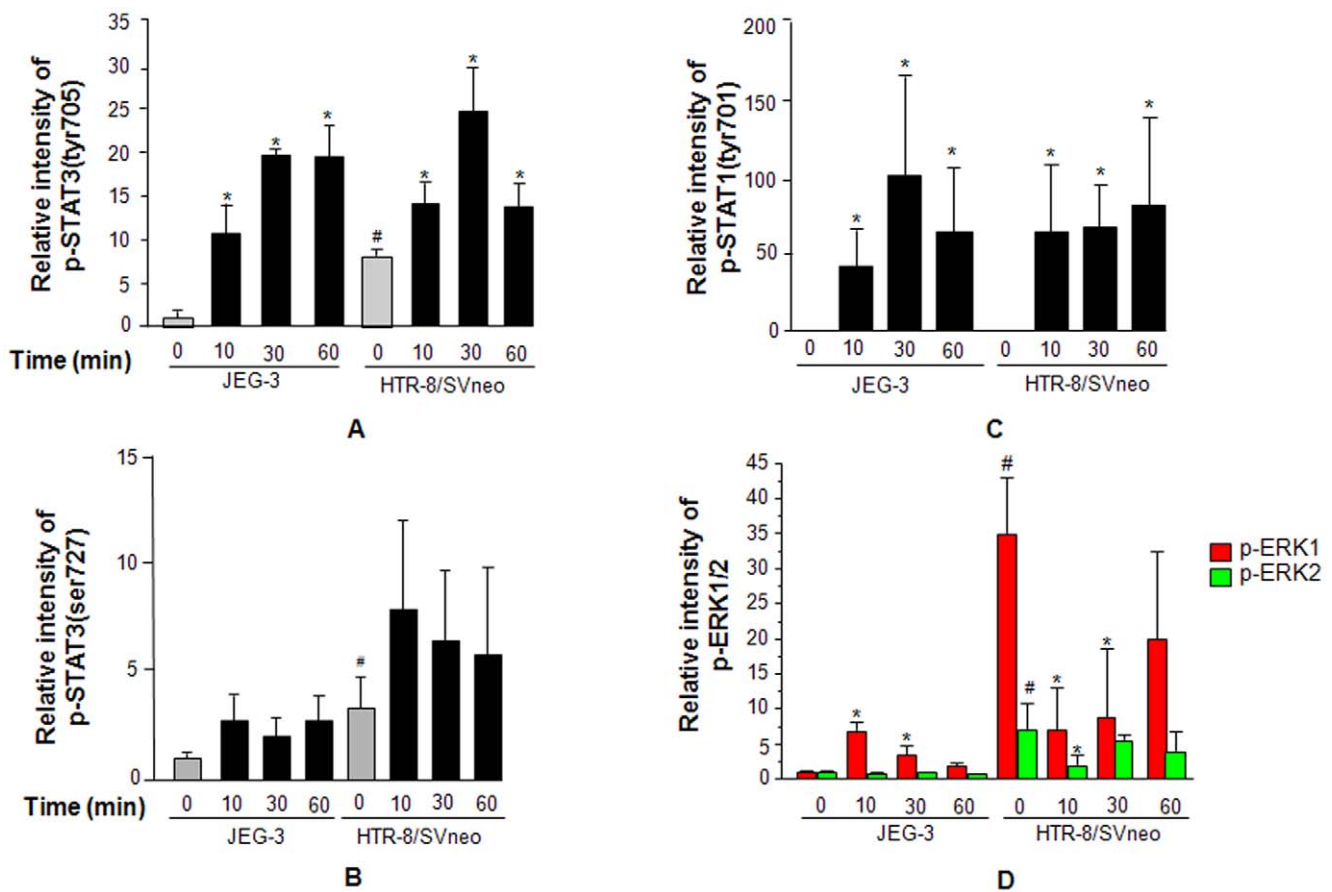 Relative intensity of
p-STAT3(tyr705)
35
30
25
20
15
10
5
0
* * * # * * *
Time (min) 0 10 30 60 0 10 30 60
JEG-3 HTR-8/SVneo
A
Relative intensity of
p-STAT1(tyr701)
200
150
100
50
0
* * * * * *
0 10 30 60 0 10 30 60
JEG-3 HTR-8/SVneo
C
Relative intensity of
p-STAT3(ser727)
15
10
5
0
#
Time (min) 0 10 30 60 0 10 30 60
JEG-3 HTR-8/SVneo
B
Relative intensity of
p-ERK1/2
45
40
35
30
25
20
15
10
5
0
* * # # * * *
0 10 30 60 0 10 30 60
JEG-3 HTR-8/SVneo
D
p-ERK1
p-ERK2